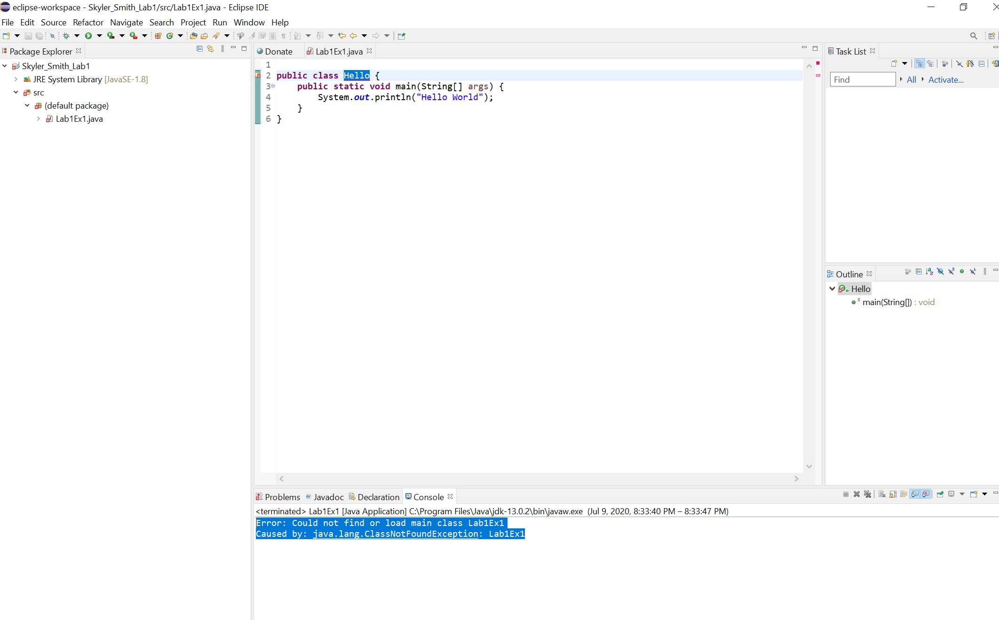 eclipse-workspace - Skyler_Smith_Lab1/src/Lab1Ex1.java - Eclipse IDE
File Edit Source Refactor Navigate Search Project Run Window Help
Package Explorer
Skyler_Smith_Lab1
JRE System Library [JavaSE-1.8]
src
(default package)
Lab1Ex1.java
Donate Lab1Ex1.java
1
2 public class Hello {
3 public static void main(String[] args) {
4 System.out.println("Hello World");
5 }
6 }
Task List
Find All Activate...
Outline
Hello
main(String[]) : void
Problems Javadoc Declaration Console
<terminated> Lab1Ex1 [Java Application] C:\Program Files\Java\jdk-13.0.2\bin\javaw.exe (Jul 9, 2020, 8:33:40 PM – 8:33:47 PM)
Error: Could not find or load main class Lab1Ex1
Caused by: java.lang.ClassNotFoundException: Lab1Ex1